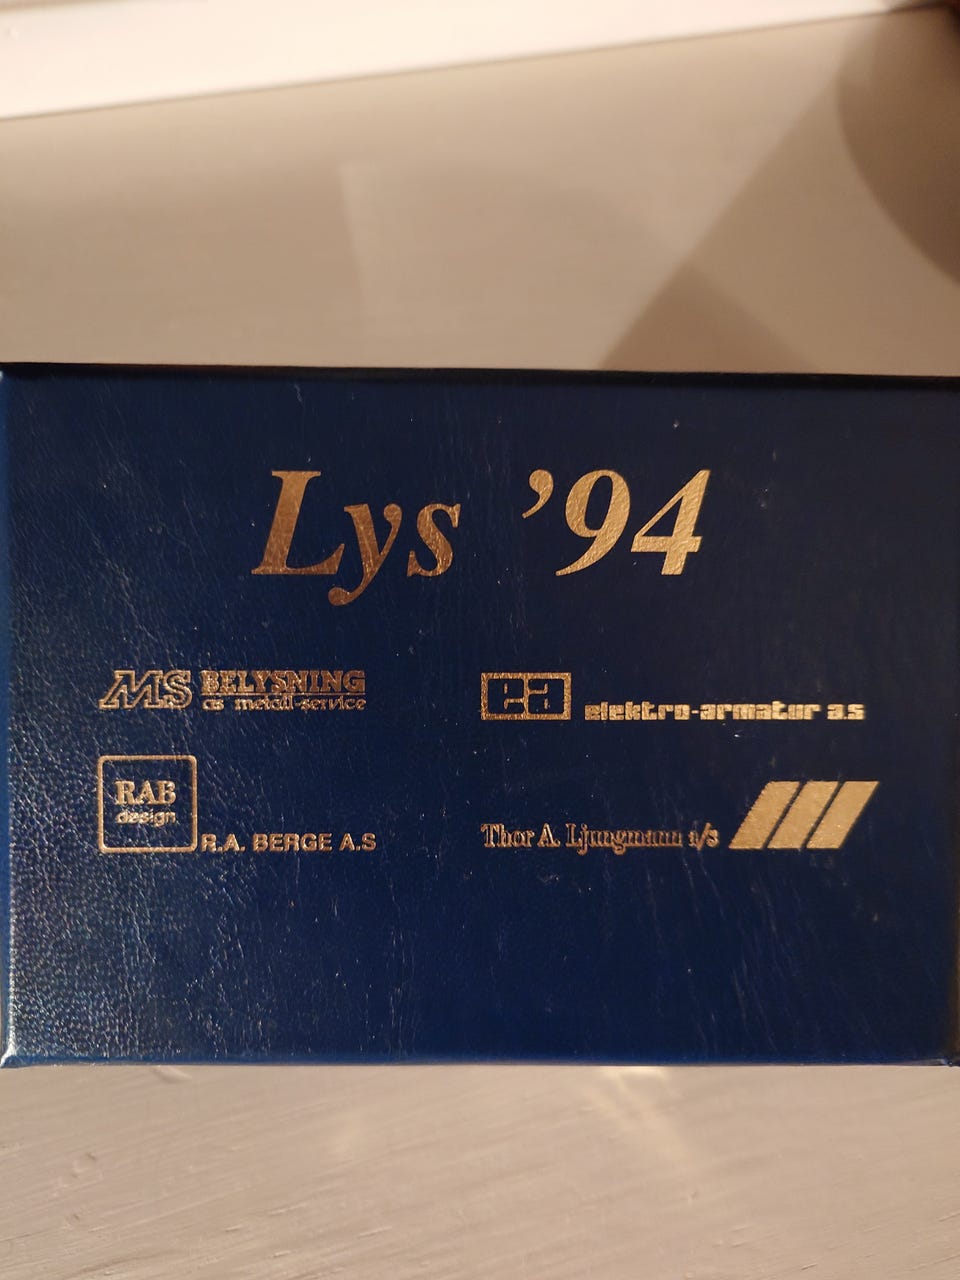 Lys ’94
MS BELYSNING
as metall-service
ea elektro-armatur a.s
RAB
design
R.A. BERGE A.S
Thor A. Ljungmann a/s